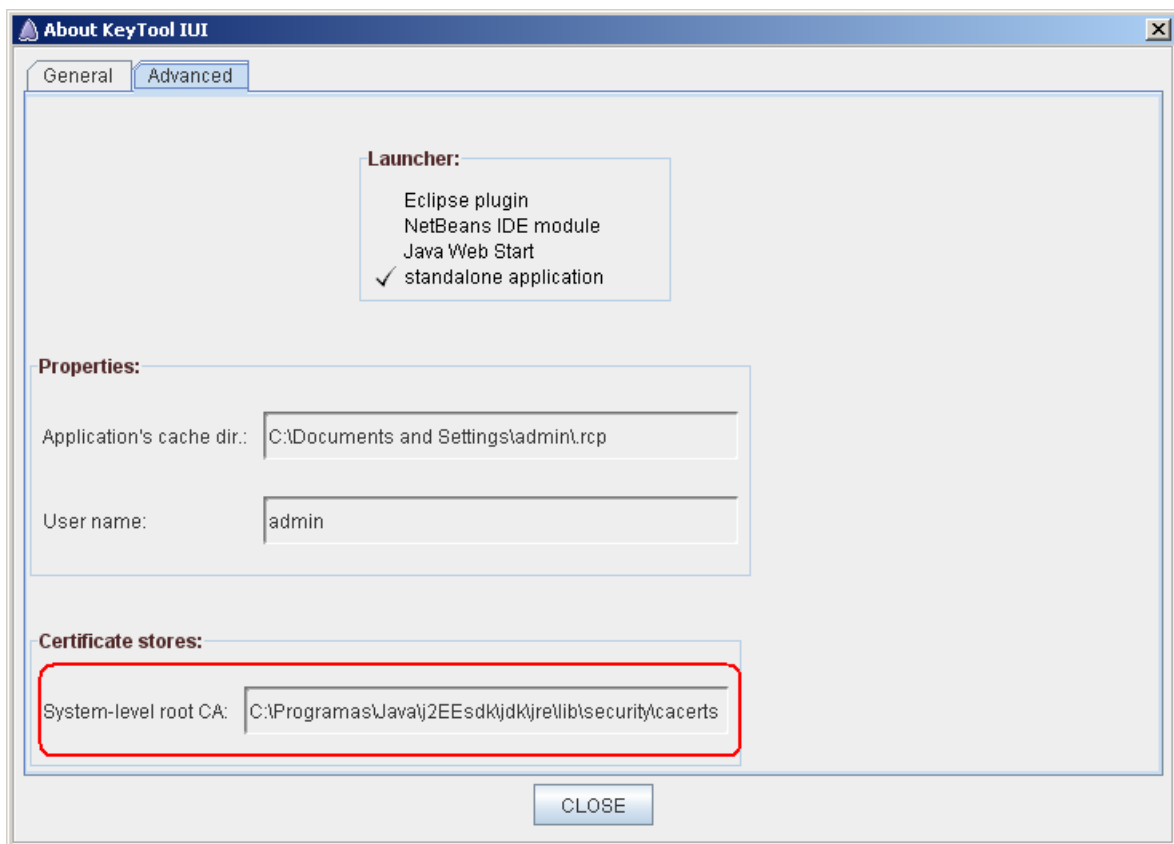 About KeyTool IUI
General
Advanced
Launcher:
Eclipse plugin
NetBeans IDE module
Java Web Start
standalone application
Properties:
Application's cache dir.: C:\Documents and Settings\admin\.rcp
User name: admin
Certificate stores:
System-level root CA: C:\Programas\Java\j2EEsdk\jdk\jre\lib\security\cacerts
CLOSE